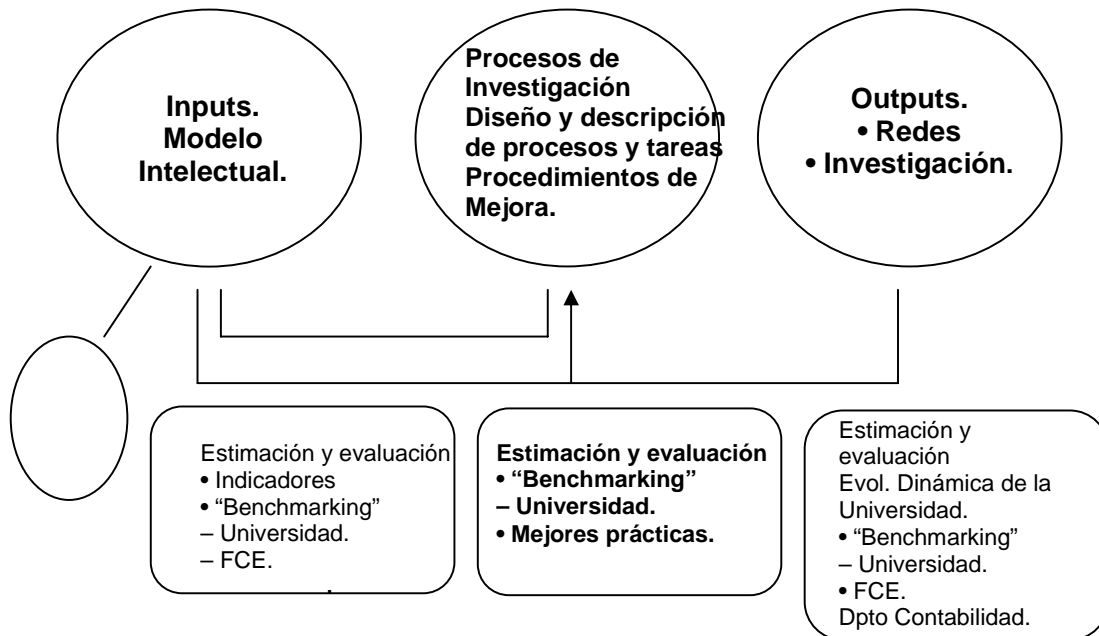 Inputs.
Modelo
Intelectual.
Procesos de
Investigación
Diseño y descripción
de procesos y tareas
Procedimientos de
Mejora.
Outputs.
• Redes
• Investigación.
Estimación y evaluación
• Indicadores
• “Benchmarking”
– Universidad.
– FCE.
.
Estimación y evaluación
• “Benchmarking”
– Universidad.
• Mejores prácticas.
Estimación y
evaluación
Evol. Dinámica de la
Universidad.
• “Benchmarking”
– Universidad.
• FCE.
Dpto Contabilidad.